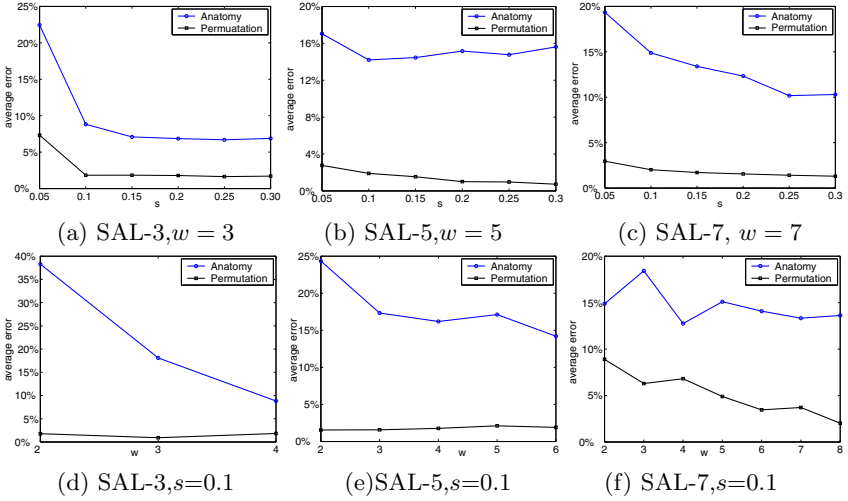 25%
20%
15%
10%
5%
0%
average error
Anatomy
Permuatation
0.05
0.1
0.15
0.2
0.25
0.30
s
(a) SAL-3,w = 3
20%
16%
12%
8%
4%
0%
average error
Anatomy
Permutation
0.05
0.1
0.15
0.2
0.25
0.3
s
(b) SAL-5,w = 5
20%
15%
10%
5%
0%
average error
Anatomy
Permutation
0.05
0.1
0.15
0.2
0.25
0.3
s
(c) SAL-7, w = 7
40%
35%
30%
25%
20%
15%
10%
5%
0%
average error
Anatomy
Permutation
2
3
4
w
(d) SAL-3,s=0.1
25%
20%
15%
10%
5%
0%
average error
Anatomy
Permutation
2
3
4
5
6
w
(e)SAL-5,s=0.1
20%
15%
10%
5%
0%
average error
Anatomy
Permutation
2
3
4
5
6
7
8
w
(f) SAL-7,s=0.1